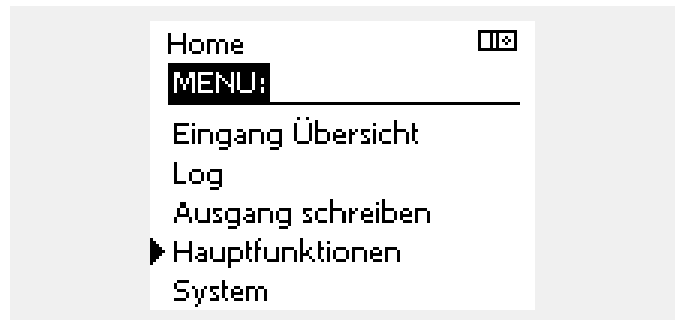 Home
MENU:
Eingang Übersicht
Log
Ausgang schreiben
Hauptfunktionen
System